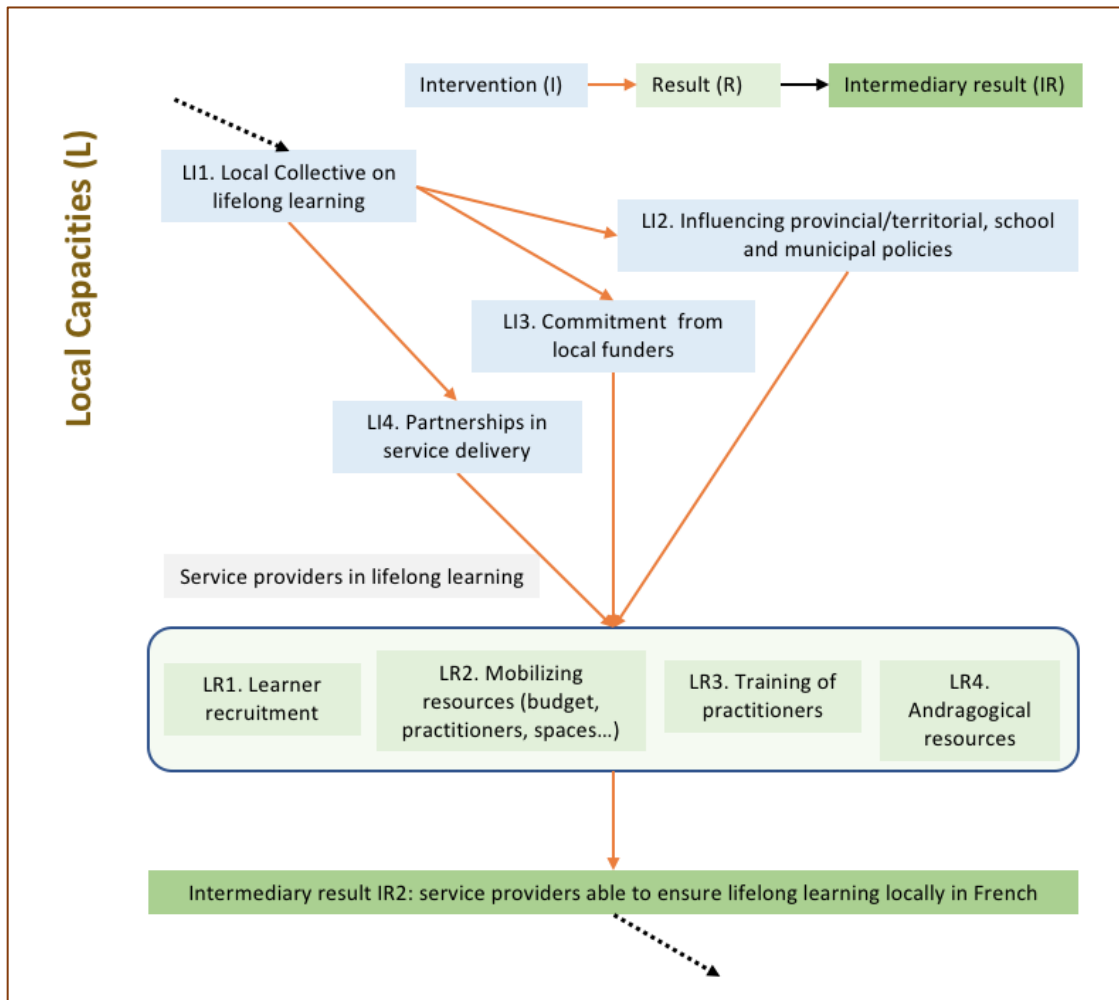 Intervention (I)
Result (R)
Intermediary result (IR)
Local Capacities (L)
LI1. Local Collective on
lifelong learning
LI2. Influencing provincial/territorial, school
and municipal policies
LI3. Commitment from
local funders
LI4. Partnerships in
service delivery
Service providers in lifelong learning
LR1. Learner
recruitment
LR2. Mobilizing
resources (budget,
practitioners, spaces…)
LR3. Training of
practitioners
LR4.
Andragogical
resources
Intermediary result IR2: service providers able to ensure lifelong learning locally in French